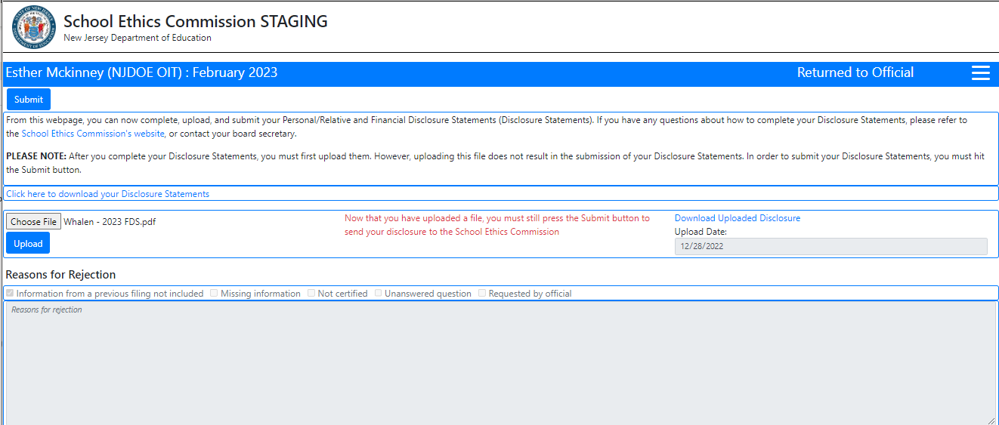 School Ethics Commission STAGING
New Jersey Department of Education
Esther Mckinney (NJDOE OIT) : February 2023
Returned to Official
Submit
From this webpage, you can now complete, upload, and submit your Personal/Relative and Financial Disclosure Statements (Disclosure Statements). If you have any questions about how to complete your Disclosure Statements, please refer to
the School Ethics Commission's website, or contact your board secretary.
PLEASE NOTE: After you complete your Disclosure Statements, you must first upload them. However, uploading this file does not result in the submission of your Disclosure Statements. In order to submit your Disclosure Statements, you must hit
the Submit button.
Click here to download your Disclosure Statements
Choose File Whalen - 2023 FDS.pdf
Upload
Now that you have uploaded a file, you must still press the Submit button to
send your disclosure to the School Ethics Commission
Download Uploaded Disclosure
Upload Date:
12/28/2022
Reasons for Rejection
Information from a previous filing not included Missing information Not certified Unanswered question Requested by official
Reasons for rejection